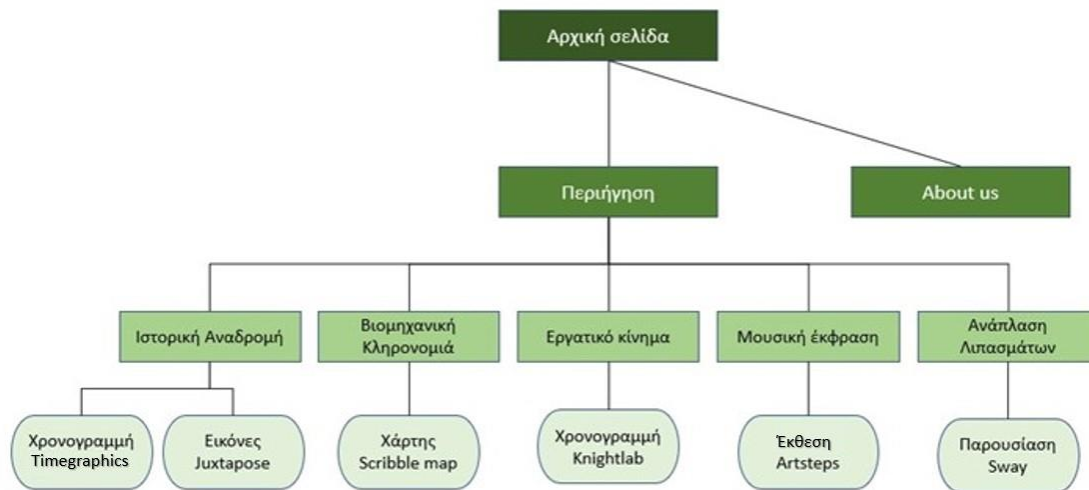 Αρχική σελίδα
Περιήγηση
About us
Ιστορική Αναδρομή
Βιομηχανική
Κληρονομιά
Εργατικό κίνημα
Μουσική έκφραση
Ανάπλαση
Λιπασμάτων
Χρονογραμμή
Timegraphics
Εικόνες
Juxtapose
Χάρτης
Scribble map
Χρονογραμμή
Knightlab
Έκθεση
Artsteps
Παρουσίαση
Sway